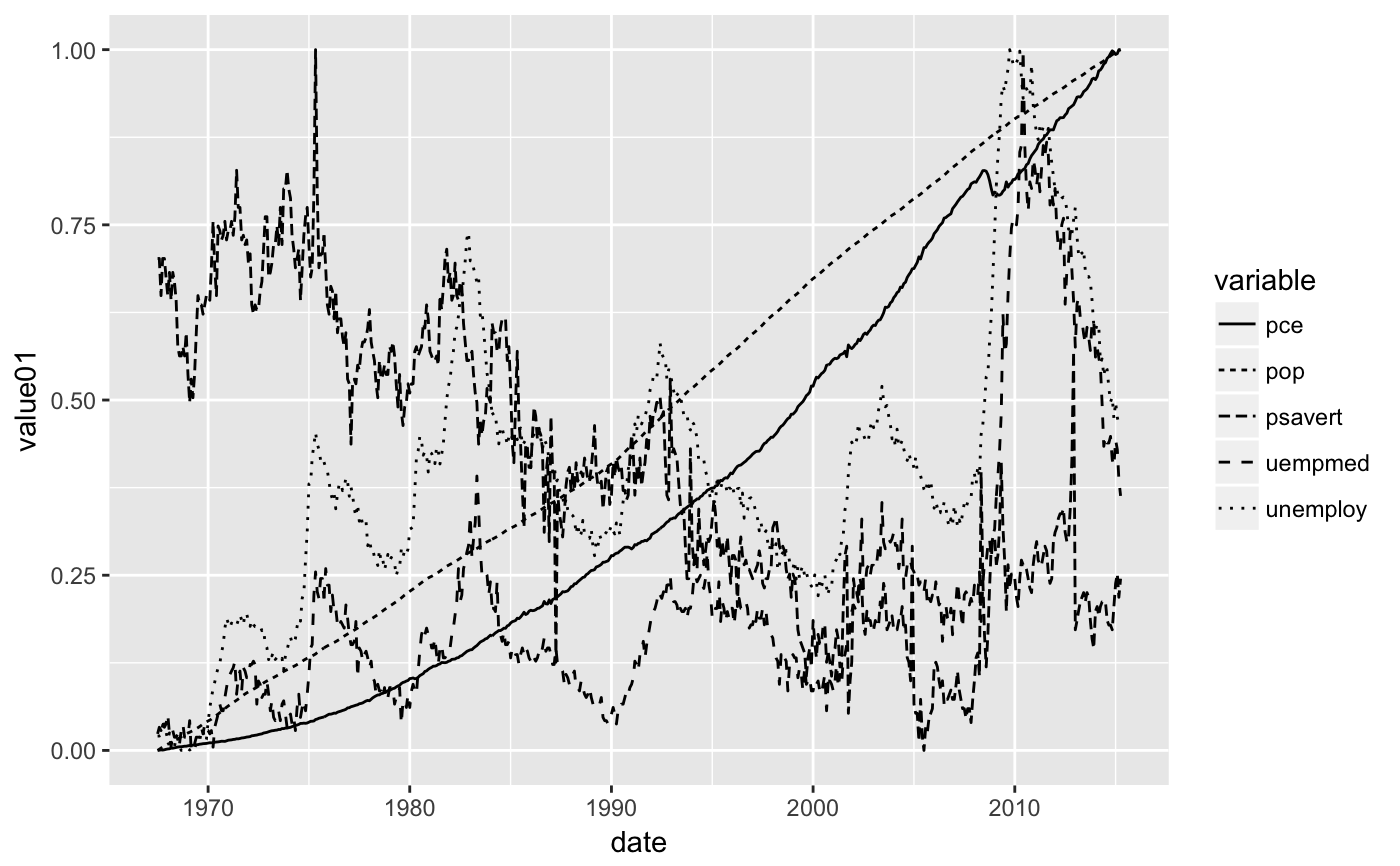 1.00
0.75
0.50
0.25
0.00
value01
1970 1980 1990 2000 2010
date
variable
pce
pop
psavert
uempmed
unemploy